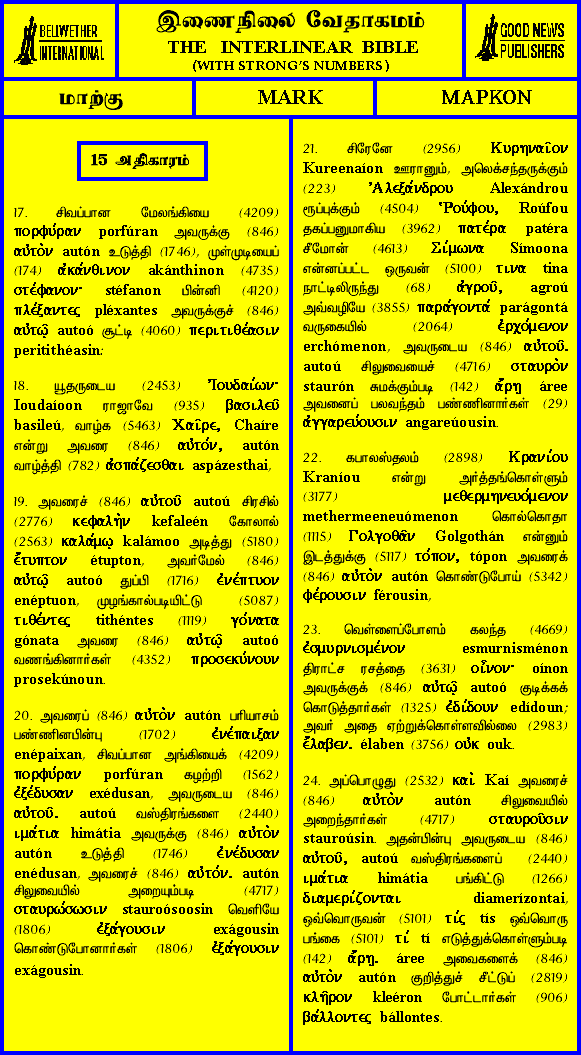 BELLWETHER
INTERNATIONAL
இணைநிலை வேதாகமம்
THE INTERLINEAR BIBLE
(WITH STRONG'S NUMBERS)
GOOD NEWS
PUBLISHERS
மாற்கு
MARK
ΜΑΡΚΟΝ
15 அதிகாரம்
17. சிவப்பான மேலங்கியை (4209)
πορφύραν porfúran அவருக்கு (846)
αὐτὸν autón உடுத்தி (1746), முள்முடியைப்
(174) ἀκάνθινον akánthinon (4735)
στέφανον· stéfanon பின்னி (4120)
πλέξαντες pléxantes அவருக்குச் (846)
αὐτῷ autoó சூட்டி (4060) περιτιθέασιν
peritithéasin:
18. யூதருடைய (2453) Ἰουδαίων·
Ioudaíoon ராஜாவே (935) βασιλεῦ
basileú, வாழ்க (5463) Χαῖρε, Chaíre
என்று அவரை (846) αὐτόν, autón
வாழ்த்தி (782) ἀσπάζεσθαι aspázesthai,
19. அவரைச் (846) αὐτοῦ autoú சிரசில்
(2776) κεφαλὴν kefaleén கோலால்
(2563) καλάμῳ kalámoo அடித்து (5180)
ἔτυπτον étupton, அவர்மேல் (846)
αὐτῷ autoó துப்பி (1716) ἐνέπτυον
enéptuon, முழங்கால்படியிட்டு (5087)
τιθέντες tithéntes (1119) γόνατα
gónata அவரை (846) αὐτῷ autoó
வணங்கினார்கள் (4352) προσεκύνουν
prosekúnoun.
20. அவரைப் (846) αὐτὸν autón பரியாசம்
பண்ணினபின்பு (1702) ἐνέπαιξαν
enépaixan, சிவப்பான அங்கியைக் (4209)
πορφύραν porfúran கழற்றி (1562)
ἐξέδυσαν exédusan, அவருடைய (846)
αὐτοῦ. autoú வஸ்திரங்களை (2440)
ιμάτια himátia அவருக்கு (846) αὐτὸν
autón உடுத்தி (1746) ἐνέδυσαν
enédusan, அவரைச் (846) αὐτόν. autón
சிலுவையில் அறையும்படி (4717)
σταυρώσωσιν stauroósoosin வெளியே
(1806) ἐξάγουσιν exágousin
கொண்டுபோனார்கள் (1806) ἐξάγουσιν
exágousin.
21. சிரேனே (2956) Κυρηναῖον
Kureenaíon ஊரானும், அலெக்சந்தருக்கும்
(223) Ἀλεξάνδρου Alexándrou
ரூப்புக்கும் (4504) Ῥούφου, Roúfou
தகப்பனுமாகிய (3962) πατέρα patéra
சீமோன் (4613) Σίμωνα Símoona
என்னப்பட்ட ஒருவன் (5100) τινα tina
நாட்டிலிருந்து (68) ἀγροῦ, agroú
அவ்வழியே (3855) παράγοντά parágontá
வருகையில் (2064) ἐρχόμενον
erchómenon, அவருடைய (846) αὐτοῦ.
autoú சிலுவையைச் (4716) σταυρὸν
staurón சுமக்கும்படி (142) ἄρῃ áree
அவனைப் பலவந்தம் பண்ணினார்கள் (29)
ἀγγαρεύουσιν angareúousin.
22. கபாலஸ்தலம் (2898) Κρανίου
Kraníou என்று அர்த்தங்கொள்ளும்
(3177) μεθερμηνευόμενον
methermeeneuómenon கொல்கொதா
(1115) Γολγοθᾶν Golgothán என்னும்
இடத்துக்கு (5117) τόπον, tópon அவரைக்
(846) αὐτὸν autón கொண்டுபோய் (5342)
φέρουσιν férousin,
23. வெள்ளைப்போளம் கலந்த (4669)
ἐσμυρνισμένον esmurnisménon
திராட்ச ரசத்தை (3631) οἶνον· oínon
அவருக்குக் (846) αὐτῷ autoó குடிக்கக்
கொடுத்தார்கள் (1325) ἐδίδουν edídoun;
அவர் அதை ஏற்றுக்கொள்ளவில்லை (2983)
ἔλαβεν. élaben (3756) οὐκ ouk.
24. அப்பொழுது (2532) καὶ Kaí அவரைச்
(846) αὐτὸν autón சிலுவையில்
அறைந்தார்கள் (4717) σταυροῦσιν
stauroúsin. அதன்பின்பு அவருடைய (846)
αὐτοῦ, autoú வஸ்திரங்களைப் (2440)
ιμάτια himátia பங்கிட்டு (1266)
διαμερίζονται diamerízontai,
ஒவ்வொருவன் (5101) τίς tís ஒவ்வொரு
பங்கை (5101) τί tí எடுத்துக்கொள்ளும்படி
(142) ἄρῃ. áree அவைகளைக் (846)
αὐτὸν autón குறித்துச் சீட்டுப் (2819)
κλῆρον kleéron போட்டார்கள் (906)
βάλλοντες bállontes.